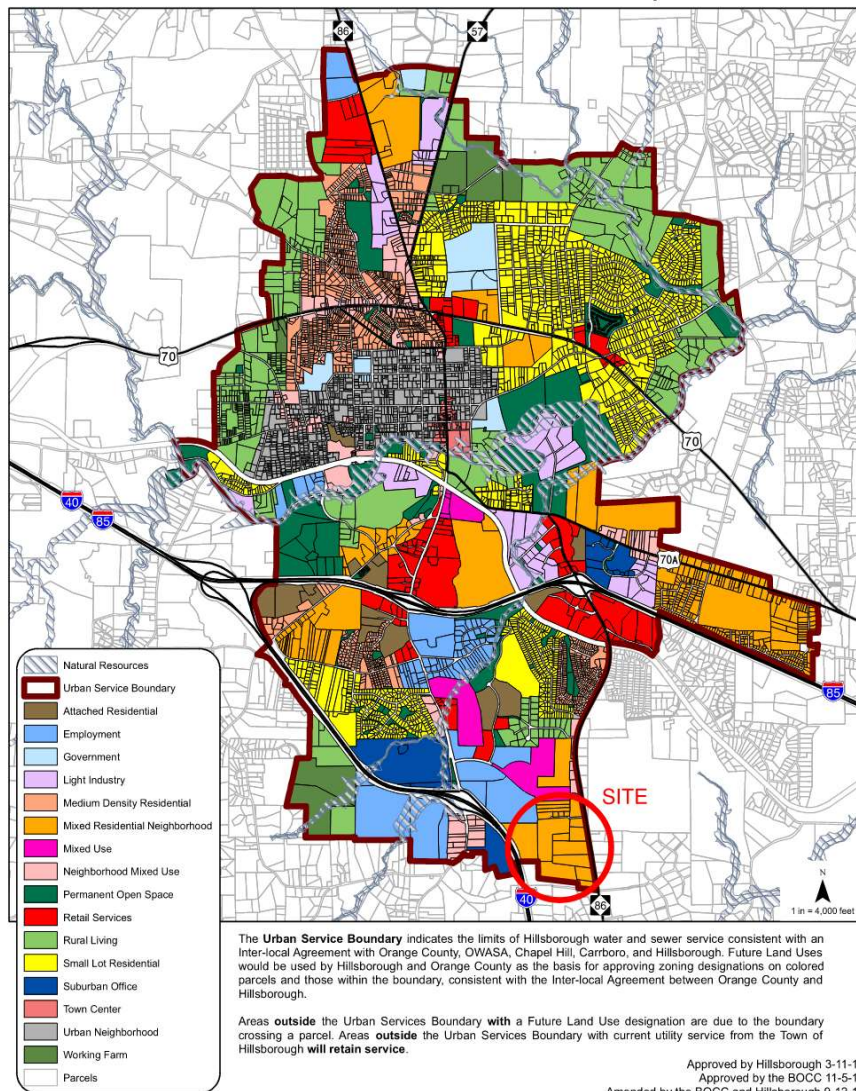 86
57
70
70
40
85
70A
85
SITE
40
86
N
1 in = 4,000 feet
Natural Resources
Urban Service Boundary
Attached Residential
Employment
Government
Light Industry
Medium Density Residential
Mixed Residential Neighborhood
Mixed Use
Neighborhood Mixed Use
Permanent Open Space
Retail Services
Rural Living
Small Lot Residential
Suburban Office
Town Center
Urban Neighborhood
Working Farm
Parcels
The Urban Service Boundary indicates the limits of Hillsborough water and sewer service consistent with an
Inter-local Agreement with Orange County, OWASA, Chapel Hill, Carrboro, and Hillsborough. Future Land Uses
would be used by Hillsborough and Orange County as the basis for approving zoning designations on colored
parcels and those within the boundary, consistent with the Inter-local Agreement between Orange County and
Hillsborough.
Areas outside the Urban Services Boundary with a Future Land Use designation are due to the boundary
crossing a parcel. Areas outside the Urban Services Boundary with current utility service from the Town of
Hillsborough will retain service.
Approved by Hillsborough 3-11-1
Approved by the BOCC 11-5-1